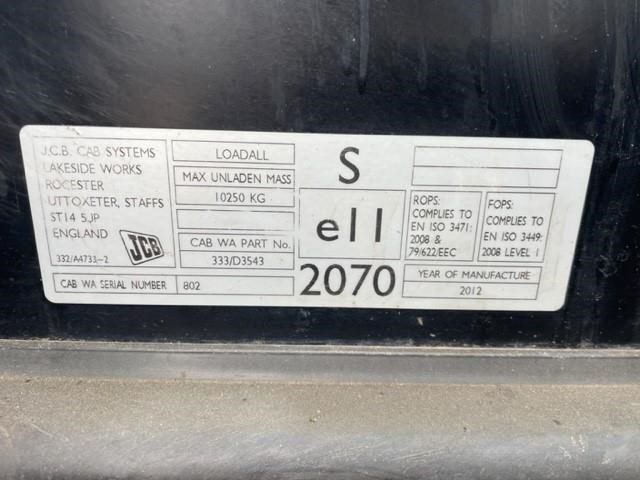 J.C.B. CAB SYSTEMS
LAKESIDE WORKS
ROCESTER
UTTOXETER, STAFFS
ST14 5JP
ENGLAND
JCB
332/A4733-2
CAB WA SERIAL NUMBER 802
LOADALL
MAX UNLADEN MASS
10250 KG
CAB WA PART No.
333/D3543
S
e11
2070
ROPS:
COMPLIES TO
EN ISO 3471:
2008 &
79/622/EEC
FOPS:
COMPLIES TO
EN ISO 3449:
2008 LEVEL 1
YEAR OF MANUFACTURE
2012